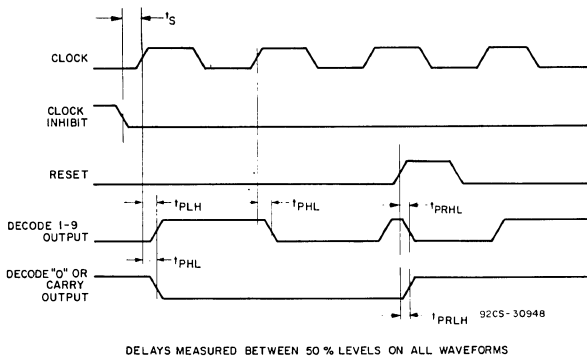 tS
CLOCK
CLOCK
INHIBIT
RESET
tPLH
tPHL
tPRHL
DECODE 1-9
OUTPUT
tPHL
DECODE "0" OR
CARRY
OUTPUT
tPRLH
92CS-30948
DELAYS MEASURED BETWEEN 50 % LEVELS ON ALL WAVEFORMS